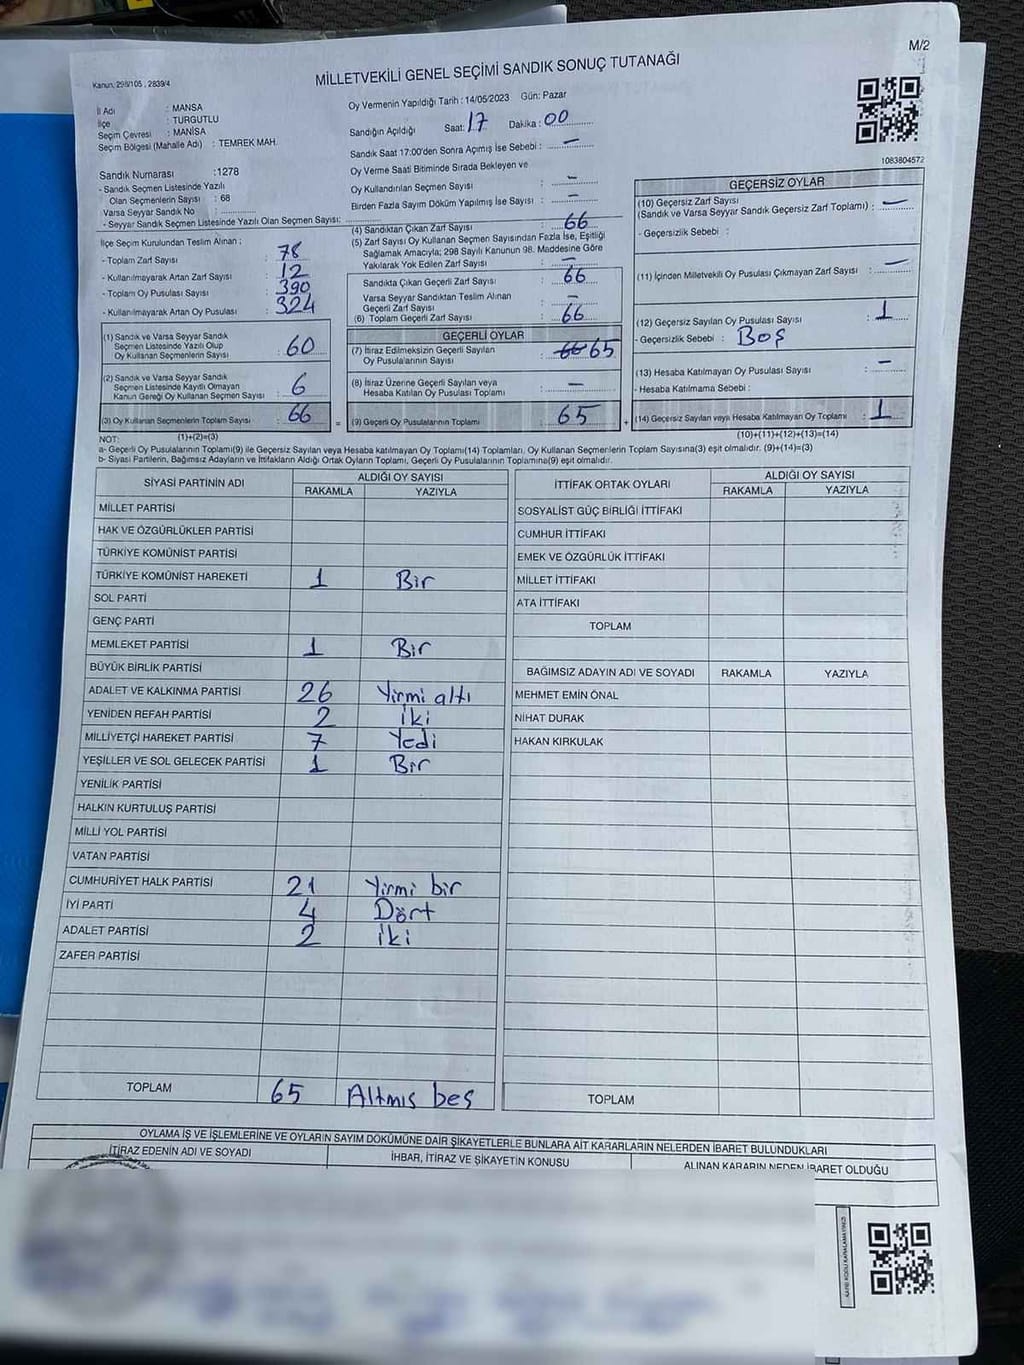 M/2
Kanun, 298/105 , 2839/4
MİLLETVEKİLİ GENEL SEÇİMİ SANDIK SONUÇ TUTANAĞI
İl Adı : MANSA
İlçe : TURGUTLU
Seçim Çevresi : MANİSA
Seçim Bölgesi (Mahalle Adı) : TEMREK MAH.
Oy Vermenin Yapıldığı Tarih : 14/05/2023 Gün: Pazar
Sandığın Açıldığı Saat: 17 Dakika : 00
Sandık Saat 17:00'den Sonra Açımış İse Sebebi : —
Oy Verme Saati Bitiminde Sırada Bekleyen ve
Oy Kullandırılan Seçmen Sayısı : —
Birden Fazla Sayım Döküm Yapılmış İse Sayısı : —
1083804572
Sandık Numarası : 1278
- Sandık Seçmen Listesinde Yazılı
Olan Seçmenlerin Sayısı : 68
Varsa Seyyar Sandık No :
- Seyyar Sandık Seçmen Listesinde Yazılı Olan Seçmen Sayısı:
İlçe Seçim Kurulundan Teslim Alınan ;
- Toplam Zarf Sayısı : 78
- Kullanılmayarak Artan Zarf Sayısı : 12
- Toplam Oy Pusulası Sayısı : 390
- Kullanılmayarak Artan Oy Pusulası : 324
(1) Sandık ve Varsa Seyyar Sandık
Seçmen Listesinde Yazılı Olup
Oy Kullanan Seçmenlerin Sayısı : 60
(2) Sandık ve Varsa Seyyar Sandık
Seçmen Listesinde Kayıtlı Olmayan
Kanun Gereği Oy Kullanan Seçmen Sayısı : 6
(3) Oy Kullanan Seçmenlerin Toplam Sayısı : 66
(1)+(2)=(3)
(4) Sandıktan Çıkan Zarf Sayısı : 66
(5) Zarf Sayısı Oy Kullanan Seçmen Sayısından Fazla İse, Eşitliği
Sağlamak Amacıyla; 298 Sayılı Kanunun 98. Maddesine Göre
Yakılarak Yok Edilen Zarf Sayısı : —
Sandıkta Çıkan Geçerli Zarf Sayısı : 66
Varsa Seyyar Sandıktan Teslim Alınan
Geçerli Zarf Sayısı : —
(6) Toplam Geçerli Zarf Sayısı : 66
GEÇERLİ OYLAR
(7) İtiraz Edilmeksizin Geçerli Sayılan
Oy Pusulalarının Sayısı : 66 65
(8) İtiraz Üzerine Geçerli Sayılan veya
Hesaba Katılan Oy Pusulası Toplamı : —
= (9) Geçerli Oy Pusulalarının Toplamı : 65
GEÇERSİZ OYLAR
(10) Geçersiz Zarf Sayısı
(Sandık ve Varsa Seyyar Sandık Geçersiz Zarf Toplamı) : —
- Geçersizlik Sebebi :
(11) İçinden Milletvekili Oy Pusulası Çıkmayan Zarf Sayısı : —
(12) Geçersiz Sayılan Oy Pusulası Sayısı : 1
- Geçersizlik Sebebi : Boş
(13) Hesaba Katılmayan Oy Pusulası Sayısı : —
- Hesaba Katılmama Sebebi :
+ (14) Geçersiz Sayılan veya Hesaba Katılmayan Oy Toplamı : 1
(10)+(11)+(12)+(13)=(14)
NOT:
a- Geçerli Oy Pusulalarının Toplamı(9) ile Geçersiz Sayılan veya Hesaba katılmayan Oy Toplamı(14) Toplamları, Oy Kullanan Seçmenlerin Toplam Sayısına(3) eşit olmalıdır. (9)+(14)=(3)
b- Siyasi Partilerin, Bağımsız Adayların ve İttifakların Aldığı Ortak Oyların Toplamı, Geçerli Oy Pusulalarının Toplamına(9) eşit olmalıdır.
SİYASİ PARTİNİN ADI ALDIĞI OY SAYISI
RAKAMLA YAZIYLA
MİLLET PARTİSİ
HAK VE ÖZGÜRLÜKLER PARTİSİ
TÜRKİYE KOMÜNİST PARTİSİ
TÜRKİYE KOMÜNİST HAREKETİ 1 Bir
SOL PARTİ
GENÇ PARTİ
MEMLEKET PARTİSİ 1 Bir
BÜYÜK BİRLİK PARTİSİ
ADALET VE KALKINMA PARTİSİ 26 Yirmi altı
YENİDEN REFAH PARTİSİ 2 iki
MİLLİYETÇİ HAREKET PARTİSİ 7 Yedi
YEŞİLLER VE SOL GELECEK PARTİSİ 1 Bir
YENİLİK PARTİSİ
HALKIN KURTULUŞ PARTİSİ
MİLLİ YOL PARTİSİ
VATAN PARTİSİ
CUMHURİYET HALK PARTİSİ 21 Yirmi bir
İYİ PARTİ 4 Dört
ADALET PARTİSİ 2 iki
ZAFER PARTİSİ
TOPLAM 65 Altmış beş
İTTİFAK ORTAK OYLARI ALDIĞI OY SAYISI
RAKAMLA YAZIYLA
SOSYALİST GÜÇ BİRLİĞİ İTTİFAKI
CUMHUR İTTİFAKI
EMEK VE ÖZGÜRLÜK İTTİFAKI
MİLLET İTTİFAKI
ATA İTTİFAKI
TOPLAM
BAĞIMSIZ ADAYIN ADI VE SOYADI RAKAMLA YAZIYLA
MEHMET EMİN ÖNAL
NİHAT DURAK
HAKAN KIRKULAK
TOPLAM
OYLAMA İŞ VE İŞLEMLERİNE VE OYLARIN SAYIM DÖKÜMÜNE DAİR ŞİKAYETLERLE BUNLARA AİT KARARLARIN NELERDEN İBARET BULUNDUKLARI
İTİRAZ EDENİN ADI VE SOYADI İHBAR, İTİRAZ VE ŞİKAYETİN KONUSU ALINAN KARARIN NEDEN İBARET OLDUĞU